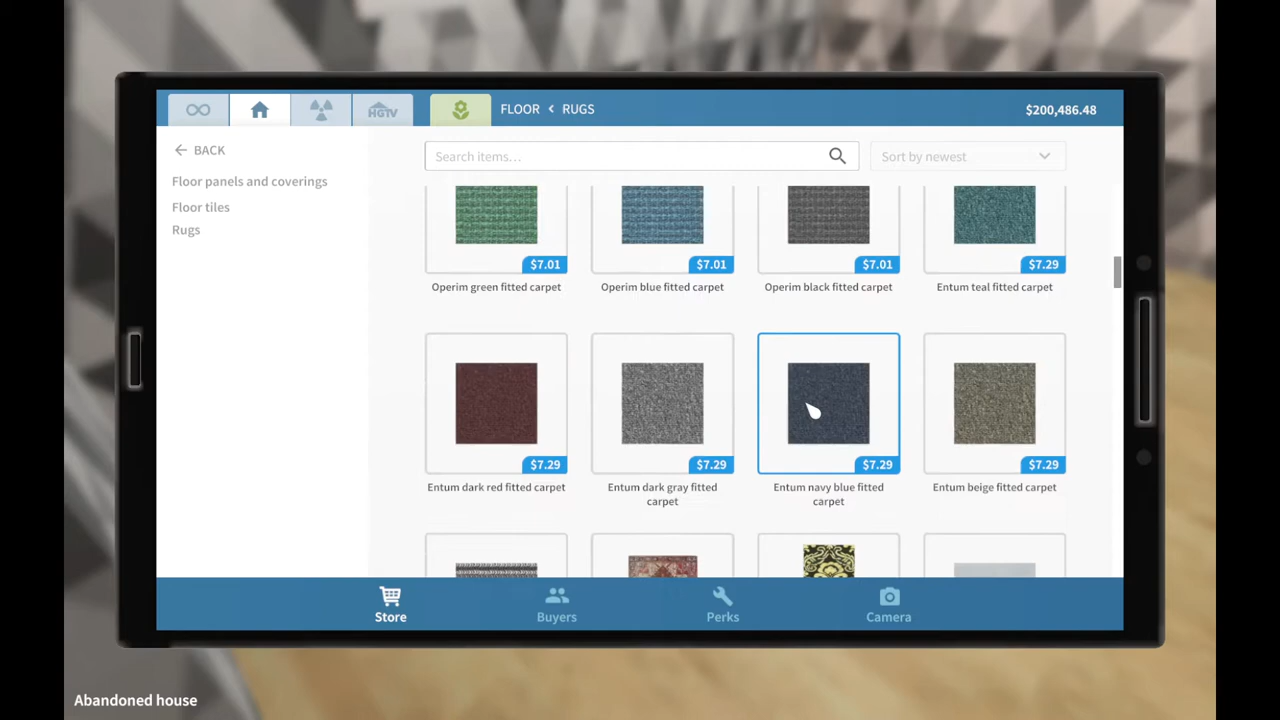 HGTV
FLOOR < RUGS
$200,486.48
BACK
Search items...
Sort by newest
Floor panels and coverings
Floor tiles
Rugs
$7.01
$7.01
$7.01
$7.29
Operim green fitted carpet
Operim blue fitted carpet
Operim black fitted carpet
Entum teal fitted carpet
$7.29
$7.29
$7.29
$7.29
Entum dark red fitted carpet
Entum dark gray fitted
carpet
Entum navy blue fitted
carpet
Entum beige fitted carpet
Store
Buyers
Perks
Camera
Abandoned house